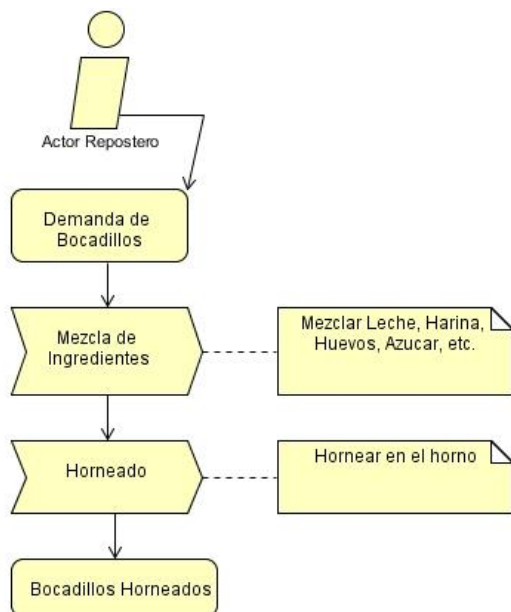 Actor Repostero
Demanda de
Bocadillos
Mezcla de
Ingredientes
Mezclar Leche, Harina,
Huevos, Azucar, etc.
Horneado
Hornear en el horno
Bocadillos Horneados